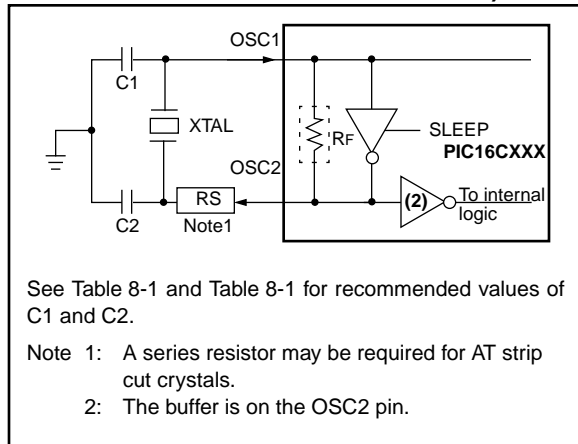 OSC1
C1
XTAL
RF
SLEEP
PIC16CXXX
OSC2
RS
(2)
To internal
logic
C2
Note1
See Table 8-1 and Table 8-1 for recommended values of
C1 and C2.
Note 1: A series resistor may be required for AT strip
cut crystals.
2: The buffer is on the OSC2 pin.